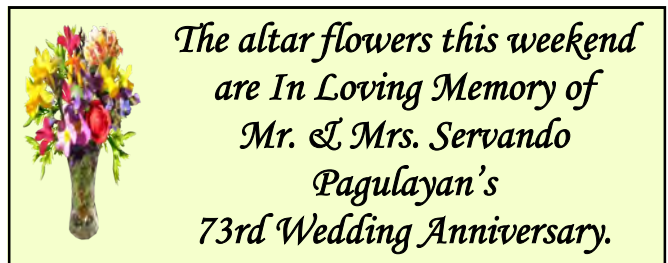 The altar flowers this weekend
are In Loving Memory of
Mr. & Mrs. Servando
Pagulayan's
73rd Wedding Anniversary.